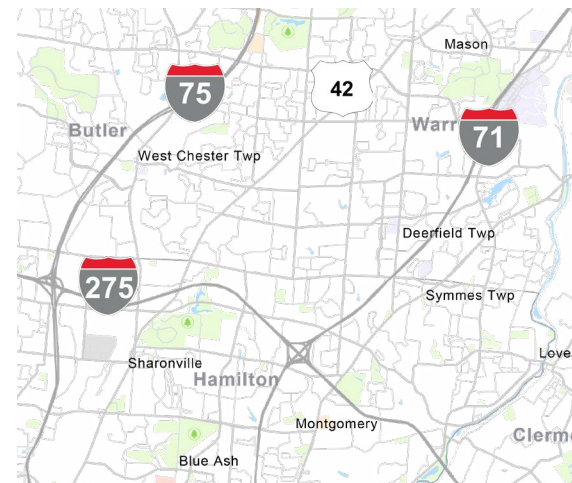 Mason
75
42
Warr
71
Butler
West Chester Twp
Deerfield Twp
275
Symmes Twp
Love
Sharonville
Hamilton
Montgomery
Clerm
Blue Ash